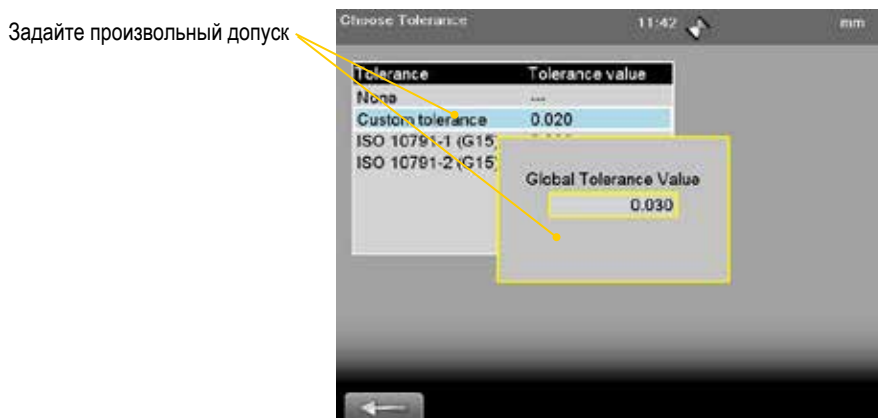 Задайте произвольный допуск
Choose Tolerance 11:42 mm
Tolerance Tolerance value
None ---
Custom tolerance 0.020
ISO 10791-1 (G15)
ISO 10791-2 (G15)
Global Tolerance Value
0.030